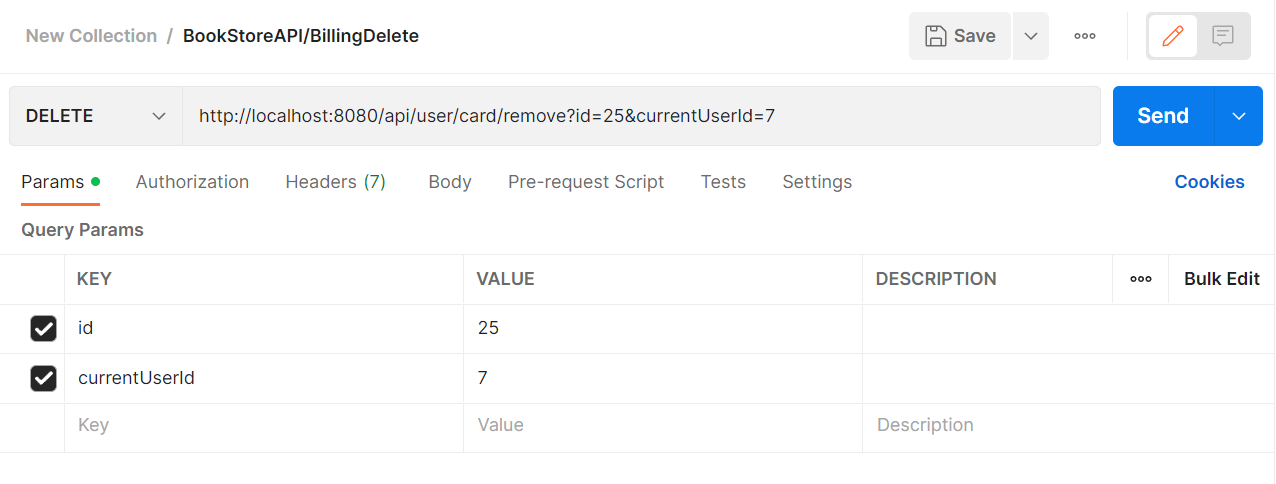 New Collection / BookStoreAPI/BillingDelete Save
DELETE http://localhost:8080/api/user/card/remove?id=25&currentUserId=7 Send
Params Authorization Headers (7) Body Pre-request Script Tests Settings Cookies
Query Params
KEY VALUE DESCRIPTION Bulk Edit
id 25
currentUserId 7
Key Value Description